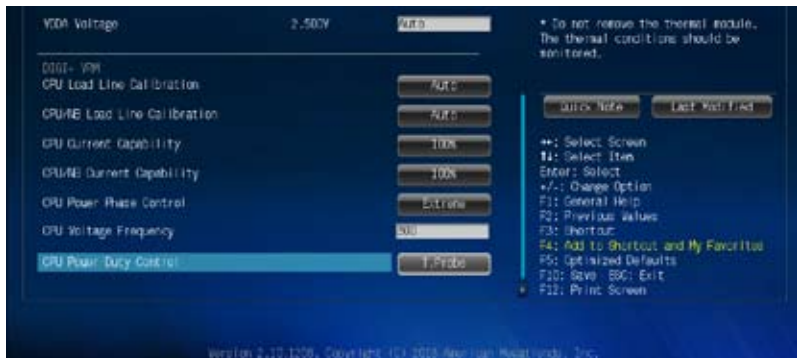 VDDA Voltage 2.500V Auto
DIGI+ VRM
CPU Load Line Calibration Auto
CPU/NB Load Line Calibration Auto
CPU Current Capability 100%
CPU/NB Current Capability 100%
CPU Power Phase Control Extreme
CPU Voltage Frequency 300
CPU Power Duty Control T.Probe
* Do not remove the thermal module.
The thermal conditions should be
monitored.
Quick Note Last Modified
→←: Select Screen
↑↓: Select Item
Enter: Select
+/-: Change Option
F1: General Help
F2: Previous Values
F3: Shortcut
F4: Add to Shortcut and My Favorites
F5: Optimized Defaults
F10: Save ESC: Exit
F12: Print Screen
Version 2.10.1208. Copyright (C) 2013 American Megatrends, Inc.